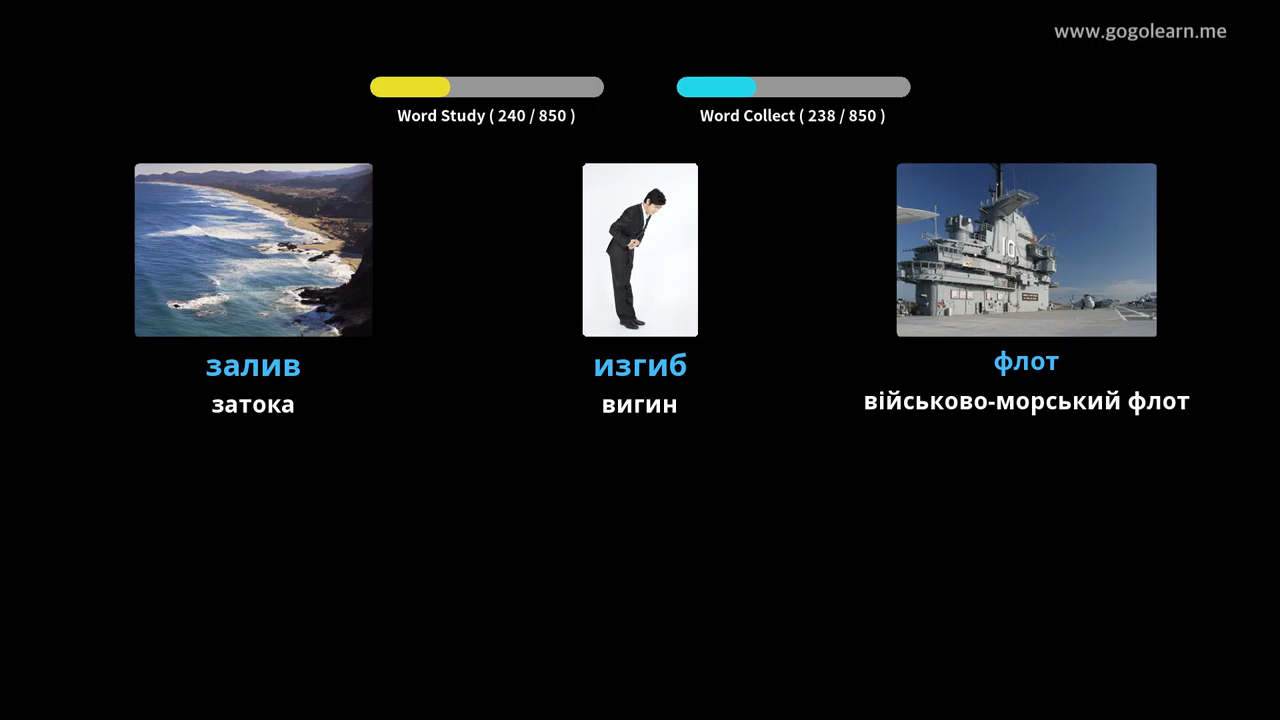 www.gogolearn.me
Word Study ( 240 / 850 )
Word Collect ( 238 / 850 )
10
залив
затока
изгиб
вигин
флот
військово-морський флот